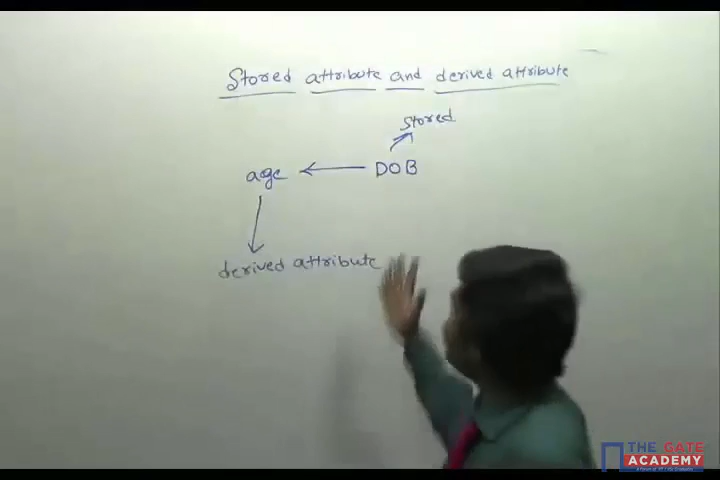 Stored attribute and derived attribute
Stored
age ← DOB
derived attribute
THE GATE
ACADEMY